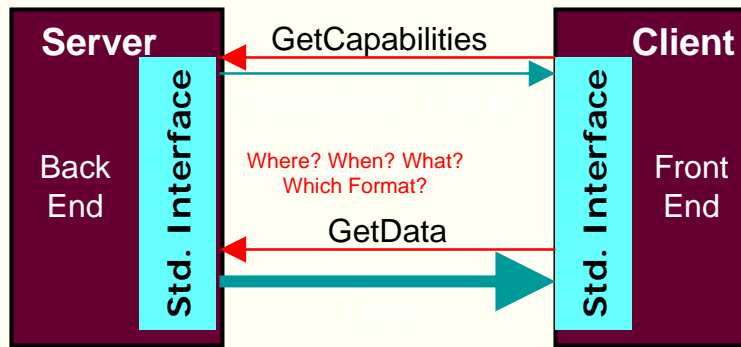 Server
GetCapabilities
Client
Std. Interface
Std. Interface
Back
End
Where? When? What?
Which Format?
Front
End
GetData